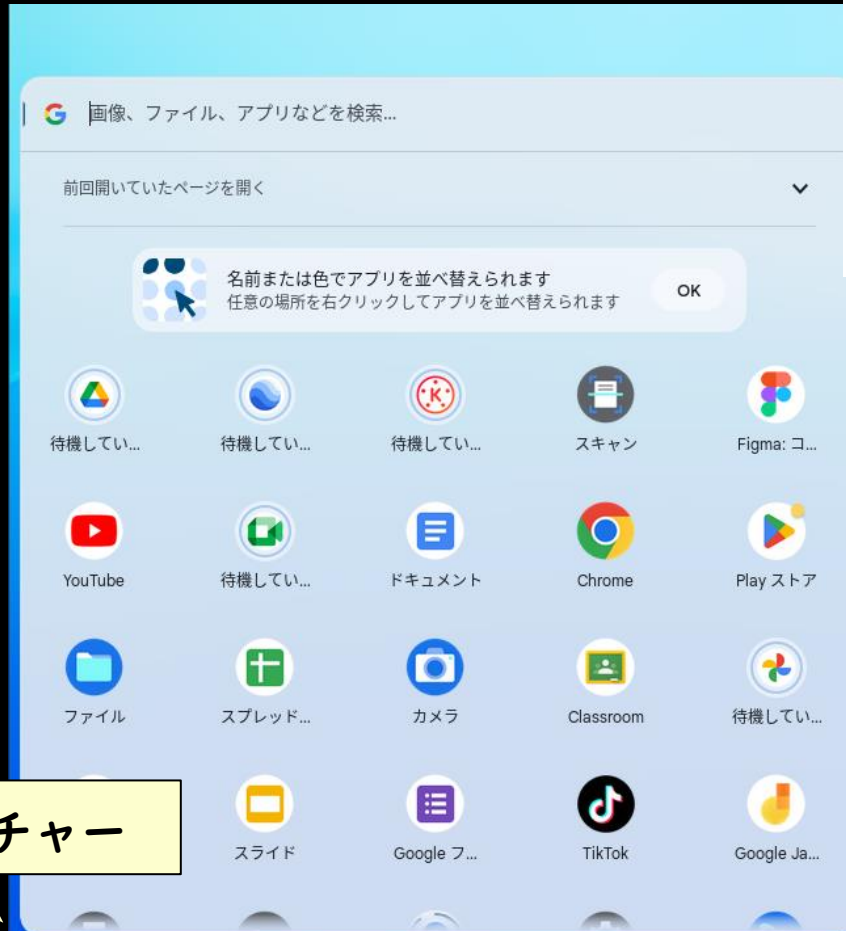 画像、ファイル、アプリなどを検索...
前回開いていたページを開く
名前または色でアプリを並べ替えられます
任意の場所を右クリックしてアプリを並べ替えられます
OK
待機してい...
待機してい...
待機してい...
スキャン
Figma: コ...
YouTube
待機してい...
ドキュメント
Chrome
Play ストア
ファイル
スプレッド...
カメラ
Classroom
待機してい...
チャー
スライド
Google フ...
TikTok
Google Ja...